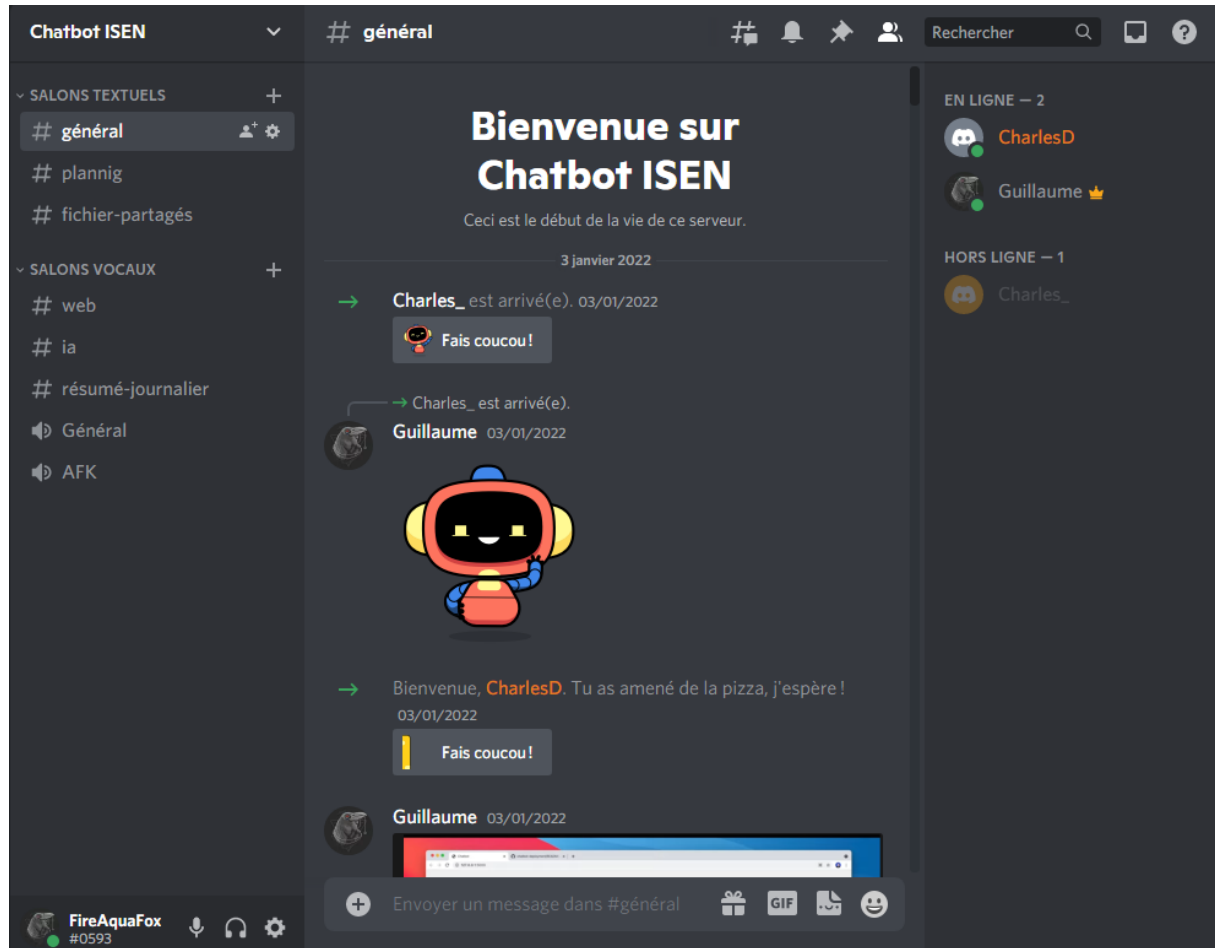 Chatbot ISEN
SALONS TEXTUELS
général
plannig
fichier-partagés
SALONS VOCAUX
web
ia
résumé-journalier
Général
AFK
FireAquaFox
#0593
général
Rechercher
Bienvenue sur
Chatbot ISEN
Ceci est le début de la vie de ce serveur.
3 janvier 2022
Charles_ est arrivé(e). 03/01/2022
Fais coucou !
Charles_ est arrivé(e).
Guillaume 03/01/2022
Bienvenue, CharlesD. Tu as amené de la pizza, j'espère !
03/01/2022
Fais coucou !
Guillaume 03/01/2022
Envoyer un message dans #général
GIF
EN LIGNE — 2
CharlesD
Guillaume
HORS LIGNE — 1
Charles_